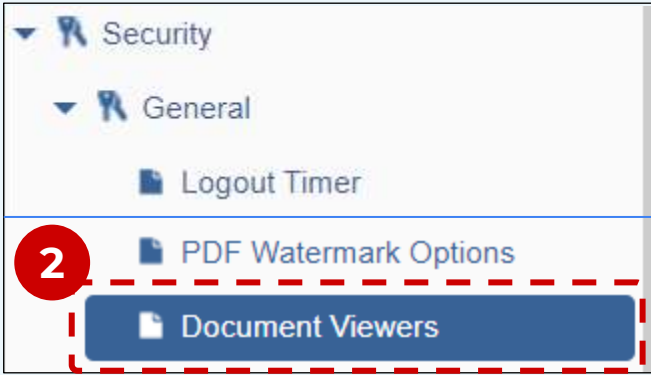 Security
General
Logout Timer
PDF Watermark Options
2
Document Viewers